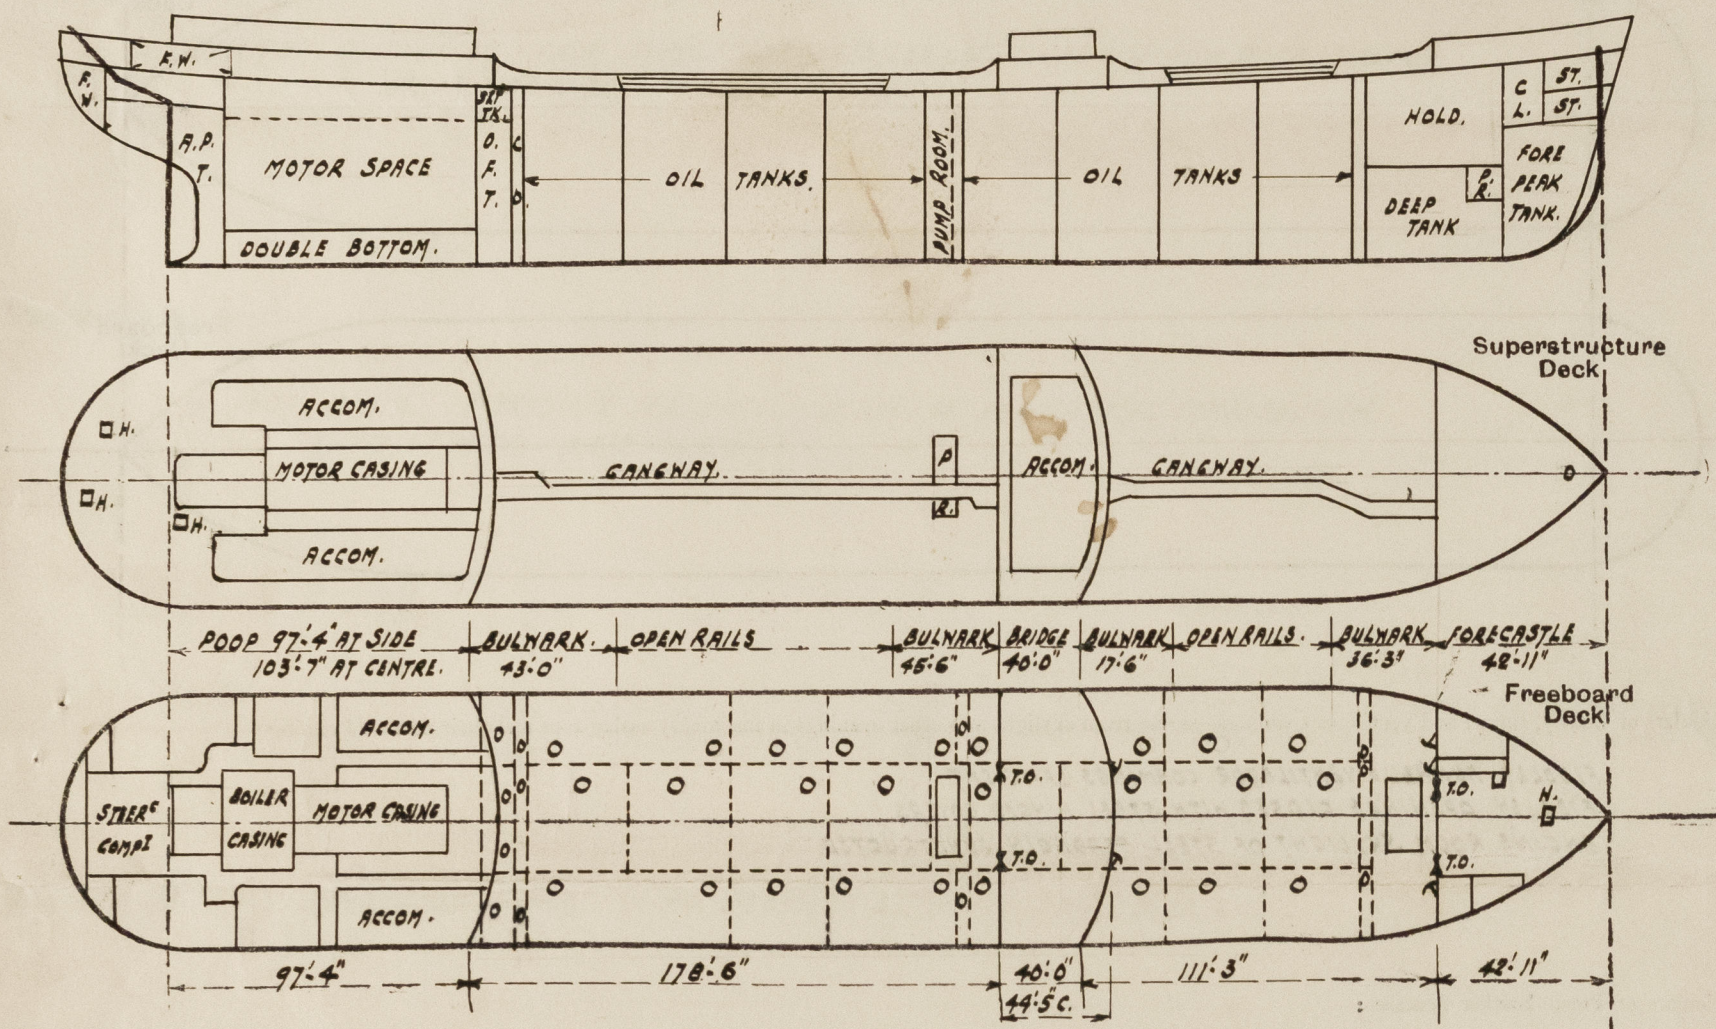 F.W.
F.
W.
A.P.
T.
MOTOR SPACE
DOUBLE BOTTOM.
TK.
O.
F.
T.
C
D.
OIL TANKS.
PUMP ROOM.
OIL TANKS
HOLD.
DEEP
TANK
P.
R.
C
L.
ST.
ST.
FORE
PEAK
TANK.
Superstructure
Deck
H.
H.
H.
ACCOM.
MOTOR CASING
ACCOM.
GANGWAY.
P
R.
ACCOM.
GANGWAY.
POOP 97'-4" AT SIDE
103'-7" AT CENTRE.
BULWARK.
43'-0"
OPEN RAILS
BULWARK
45'-6"
BRIDGE
40'-0"
BULWARK
17'-6"
OPEN RAILS.
BULWARK
36'-3"
FORECASTLE
42'-11"
Freeboard
Deck
STEERG
COMPT
BOILER
CASING
MOTOR CASING
ACCOM.
ACCOM.
T.O.
T.O.
T.O.
T.O.
H.
97'-4"
178'-6"
40'-0"
44'-5" C.
111'-3"
42'-11"